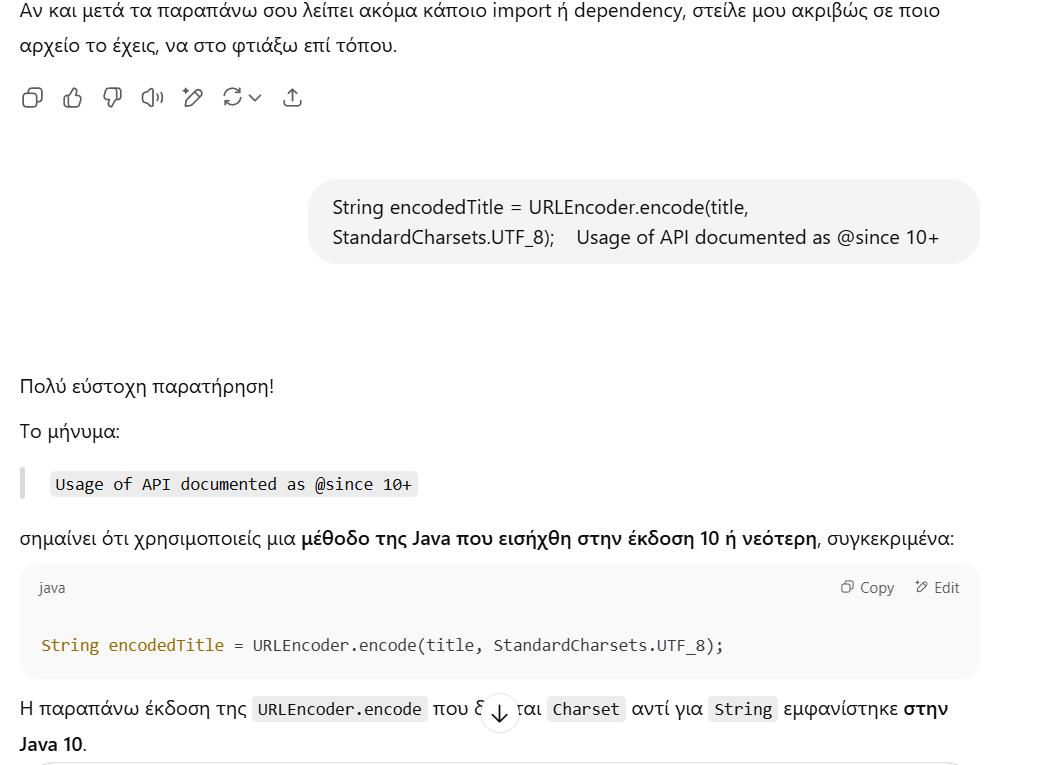 Αν και μετά τα παραπάνω σου λείπει ακόμα κάποιο import ή dependency, στείλε μου ακριβώς σε ποιο
αρχείο το έχεις, να στο φτιάξω επί τόπου.
String encodedTitle = URLEncoder.encode(title,
StandardCharsets.UTF_8); Usage of API documented as @since 10+
Πολύ εύστοχη παρατήρηση!
Το μήνυμα:
Usage of API documented as @since 10+
σημαίνει ότι χρησιμοποιείς μια μέθοδο της Java που εισήχθη στην έκδοση 10 ή νεότερη, συγκεκριμένα:
java Copy Edit
String encodedTitle = URLEncoder.encode(title, StandardCharsets.UTF_8);
Η παραπάνω έκδοση της URLEncoder.encode που Charset αντί για String εμφανίστηκε στην
Java 10.